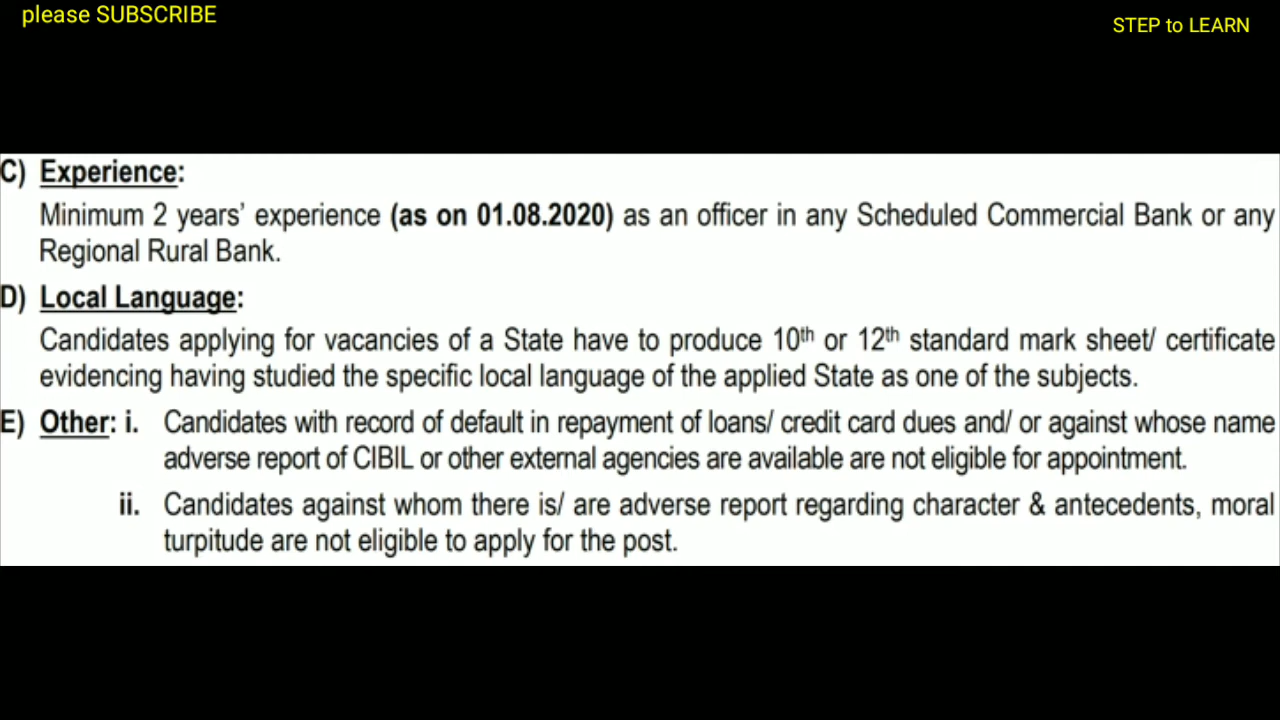 please SUBSCRIBE
STEP to LEARN
C) Experience:
Minimum 2 years’ experience (as on 01.08.2020) as an officer in any Scheduled Commercial Bank or any
Regional Rural Bank.
D) Local Language:
Candidates applying for vacancies of a State have to produce 10th or 12th standard mark sheet/ certificate
evidencing having studied the specific local language of the applied State as one of the subjects.
E) Other: i. Candidates with record of default in repayment of loans/ credit card dues and/ or against whose name
adverse report of CIBIL or other external agencies are available are not eligible for appointment.
ii. Candidates against whom there is/ are adverse report regarding character & antecedents, moral
turpitude are not eligible to apply for the post.